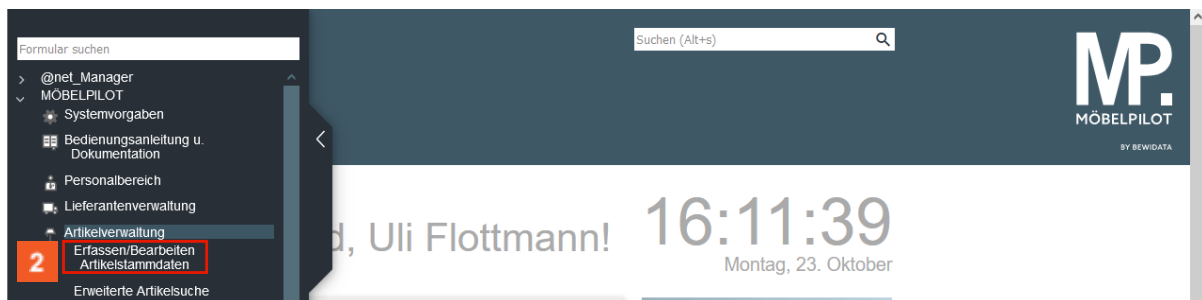 Formular suchen
@net_Manager
MÖBELPILOT
Systemvorgaben
Bedienungsanleitung u.
Dokumentation
Personalbereich
Lieferantenverwaltung
Artikelverwaltung
2
Erfassen/Bearbeiten
Artikelstammdaten
Erweiterte Artikelsuche
Suchen (Alt+s)
MP.
MÖBELPILOT
BY BEWIDATA
d, Uli Flottmann!
16:11:39
Montag, 23. Oktober